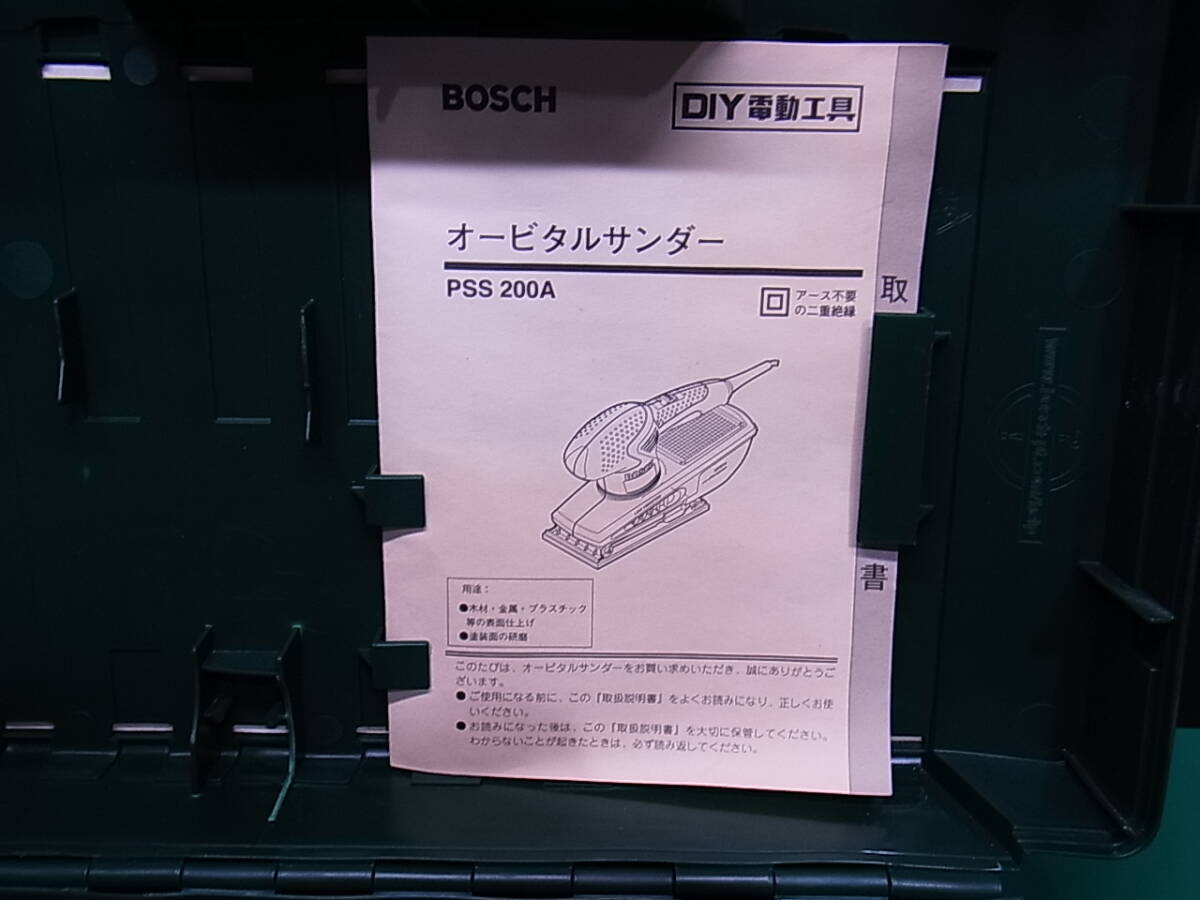 BOSCH
DIY電動工具
オービタルサンダー
PSS 200A
アース不要
の二重絶縁
取
書
用途：
●木材・金属・プラスチック
等の表面仕上げ
●塗装面の研磨
このたびは、オービタルサンダーをお買い求めいただき、誠にありがとうご
ざいます。
●ご使用になる前に、この『取扱説明書』をよくお読みになり、正しくお使
いください。
●お読みになった後は、この『取扱説明書』を大切に保管してください。
わからないことが起きたときは、必ず読み返してください。